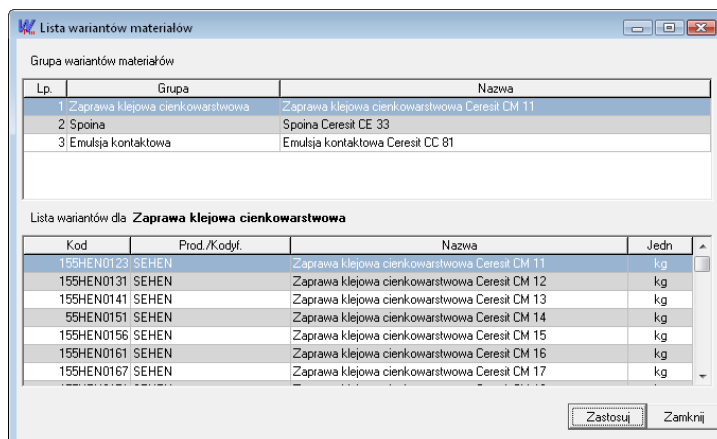 Lista wariantów materiałów
Grupa wariantów materiałów
Lp. Grupa Nazwa
1 Zaprawa klejowa cienkowarstwowa Zaprawa klejowa cienkowarstwowa Ceresit CM 11
2 Spoina Spoina Ceresit CE 33
3 Emulsja kontaktowa Emulsja kontaktowa Ceresit CC 81
Lista wariantów dla Zaprawa klejowa cienkowarstwowa
Kod Prod./Kodyf. Nazwa Jedn
155HEN0123 SEHEN Zaprawa klejowa cienkowarstwowa Ceresit CM 11 kg
155HEN0131 SEHEN Zaprawa klejowa cienkowarstwowa Ceresit CM 12 kg
155HEN0141 SEHEN Zaprawa klejowa cienkowarstwowa Ceresit CM 13 kg
55HEN0151 SEHEN Zaprawa klejowa cienkowarstwowa Ceresit CM 14 kg
155HEN0156 SEHEN Zaprawa klejowa cienkowarstwowa Ceresit CM 15 kg
155HEN0161 SEHEN Zaprawa klejowa cienkowarstwowa Ceresit CM 16 kg
155HEN0167 SEHEN Zaprawa klejowa cienkowarstwowa Ceresit CM 17 kg
Zastosuj Zamknij